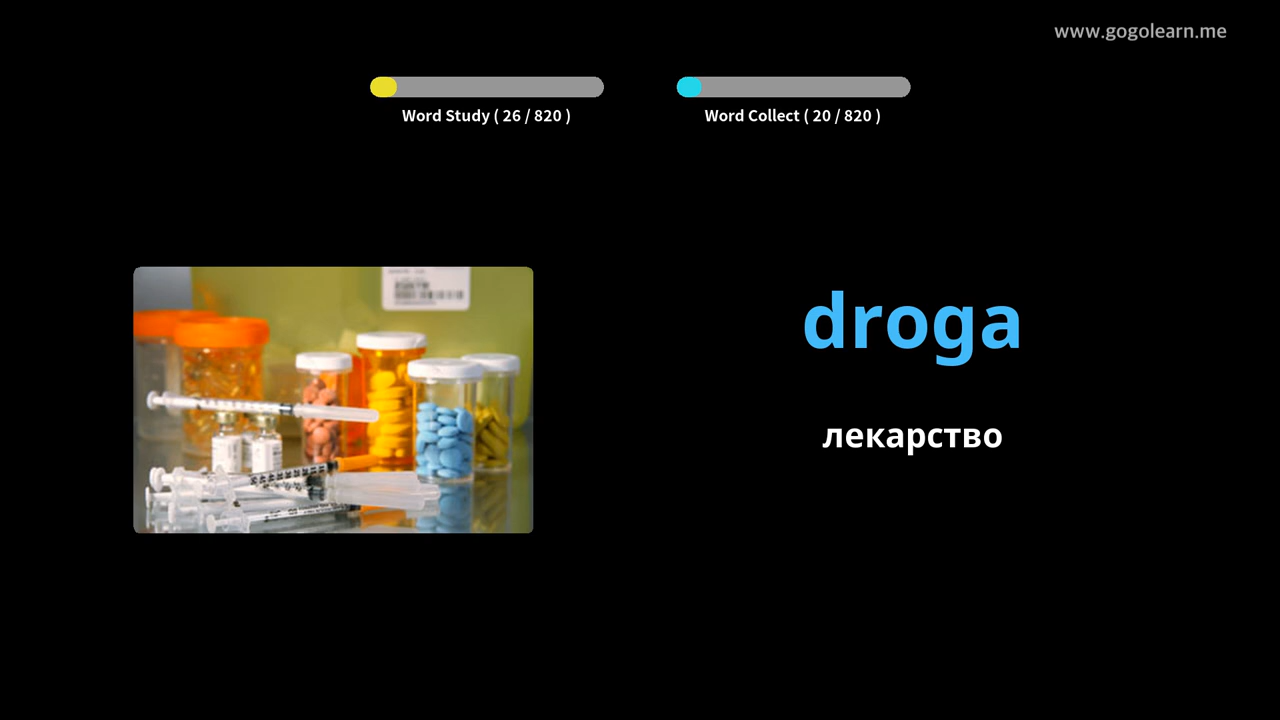 www.gogolearn.me
Word Study ( 26 / 820 )
Word Collect ( 20 / 820 )
droga
лекарство